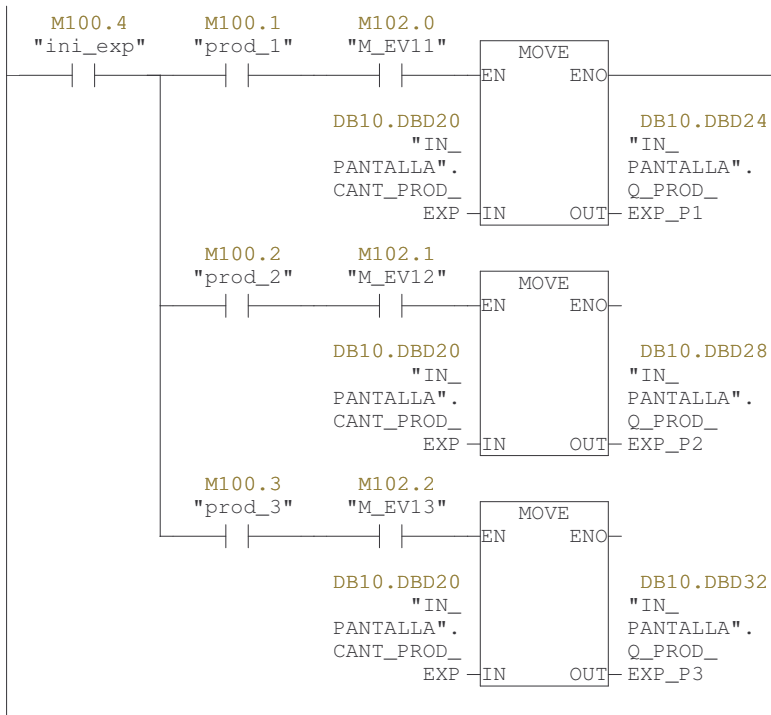 M100.4 M100.1 M102.0
"ini_exp" "prod_1" "M_EV11"
MOVE
EN ENO
DB10.DBD20 DB10.DBD24
"IN_ "IN_
PANTALLA". PANTALLA".
CANT_PROD_ Q_PROD_
EXP IN OUT EXP_P1
M100.2 M102.1
"prod_2" "M_EV12"
MOVE
EN ENO
DB10.DBD20 DB10.DBD28
"IN_ "IN_
PANTALLA". PANTALLA".
CANT_PROD_ Q_PROD_
EXP IN OUT EXP_P2
M100.3 M102.2
"prod_3" "M_EV13"
MOVE
EN ENO
DB10.DBD20 DB10.DBD32
"IN_ "IN_
PANTALLA". PANTALLA".
CANT_PROD_ Q_PROD_
EXP IN OUT EXP_P3